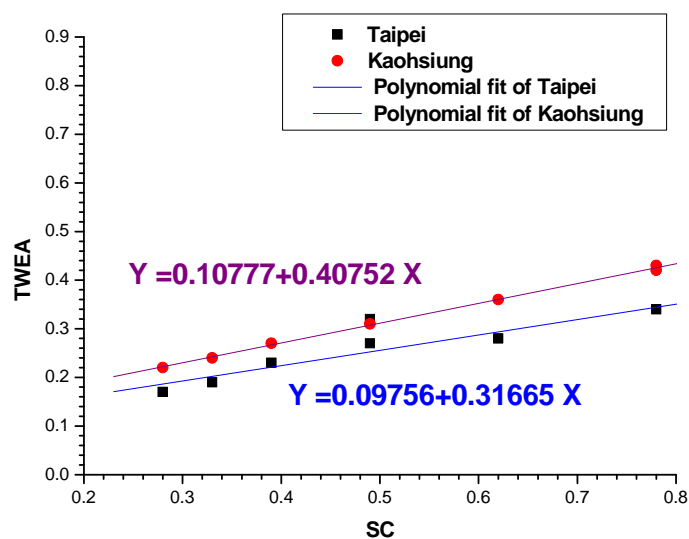 Taipei
Kaohsiung
Polynomial fit of Taipei
Polynomial fit of Kaohsiung
0.9
0.8
0.7
0.6
0.5
0.4
0.3
0.2
0.1
0.0
TWEA
Y =0.10777+0.40752 X
Y =0.09756+0.31665 X
0.2 0.3 0.4 0.5 0.6 0.7 0.8
SC